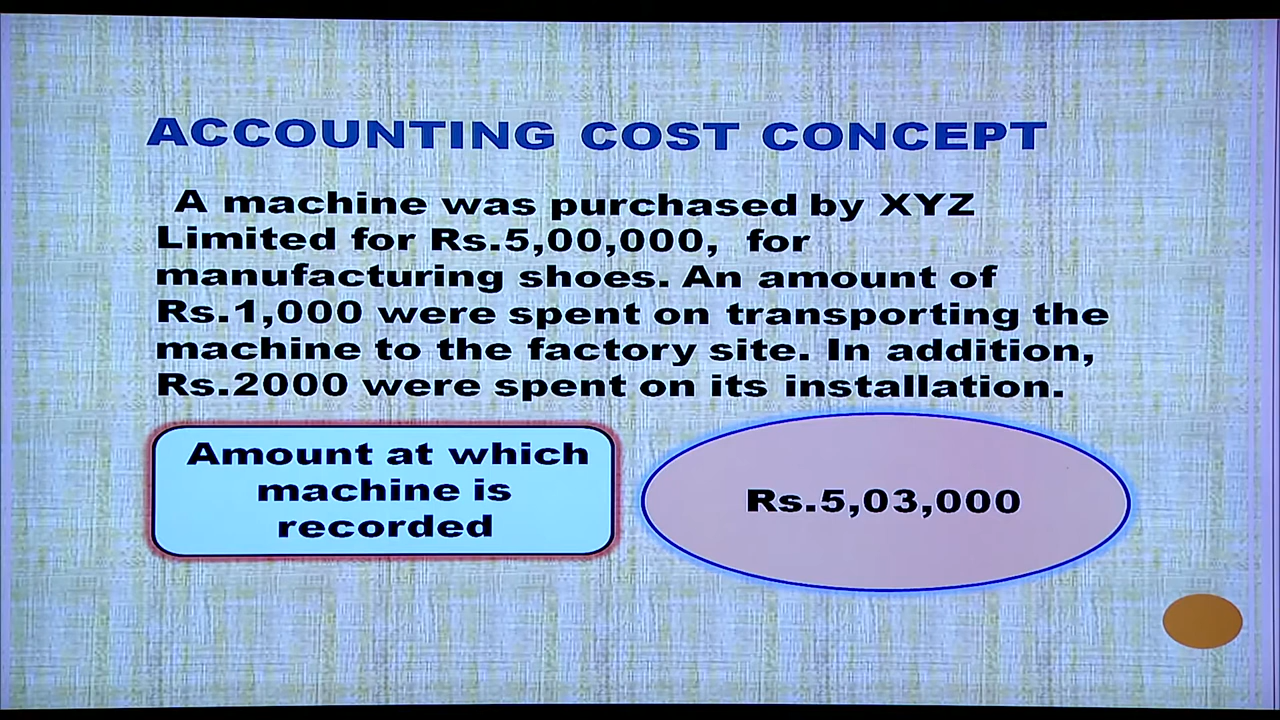 ACCOUNTING COST CONCEPT
A machine was purchased by XYZ
Limited for Rs.5,00,000, for
manufacturing shoes. An amount of
Rs.1,000 were spent on transporting the
machine to the factory site. In addition,
Rs.2000 were spent on its installation.
Amount at which
machine is
recorded
Rs.5,03,000